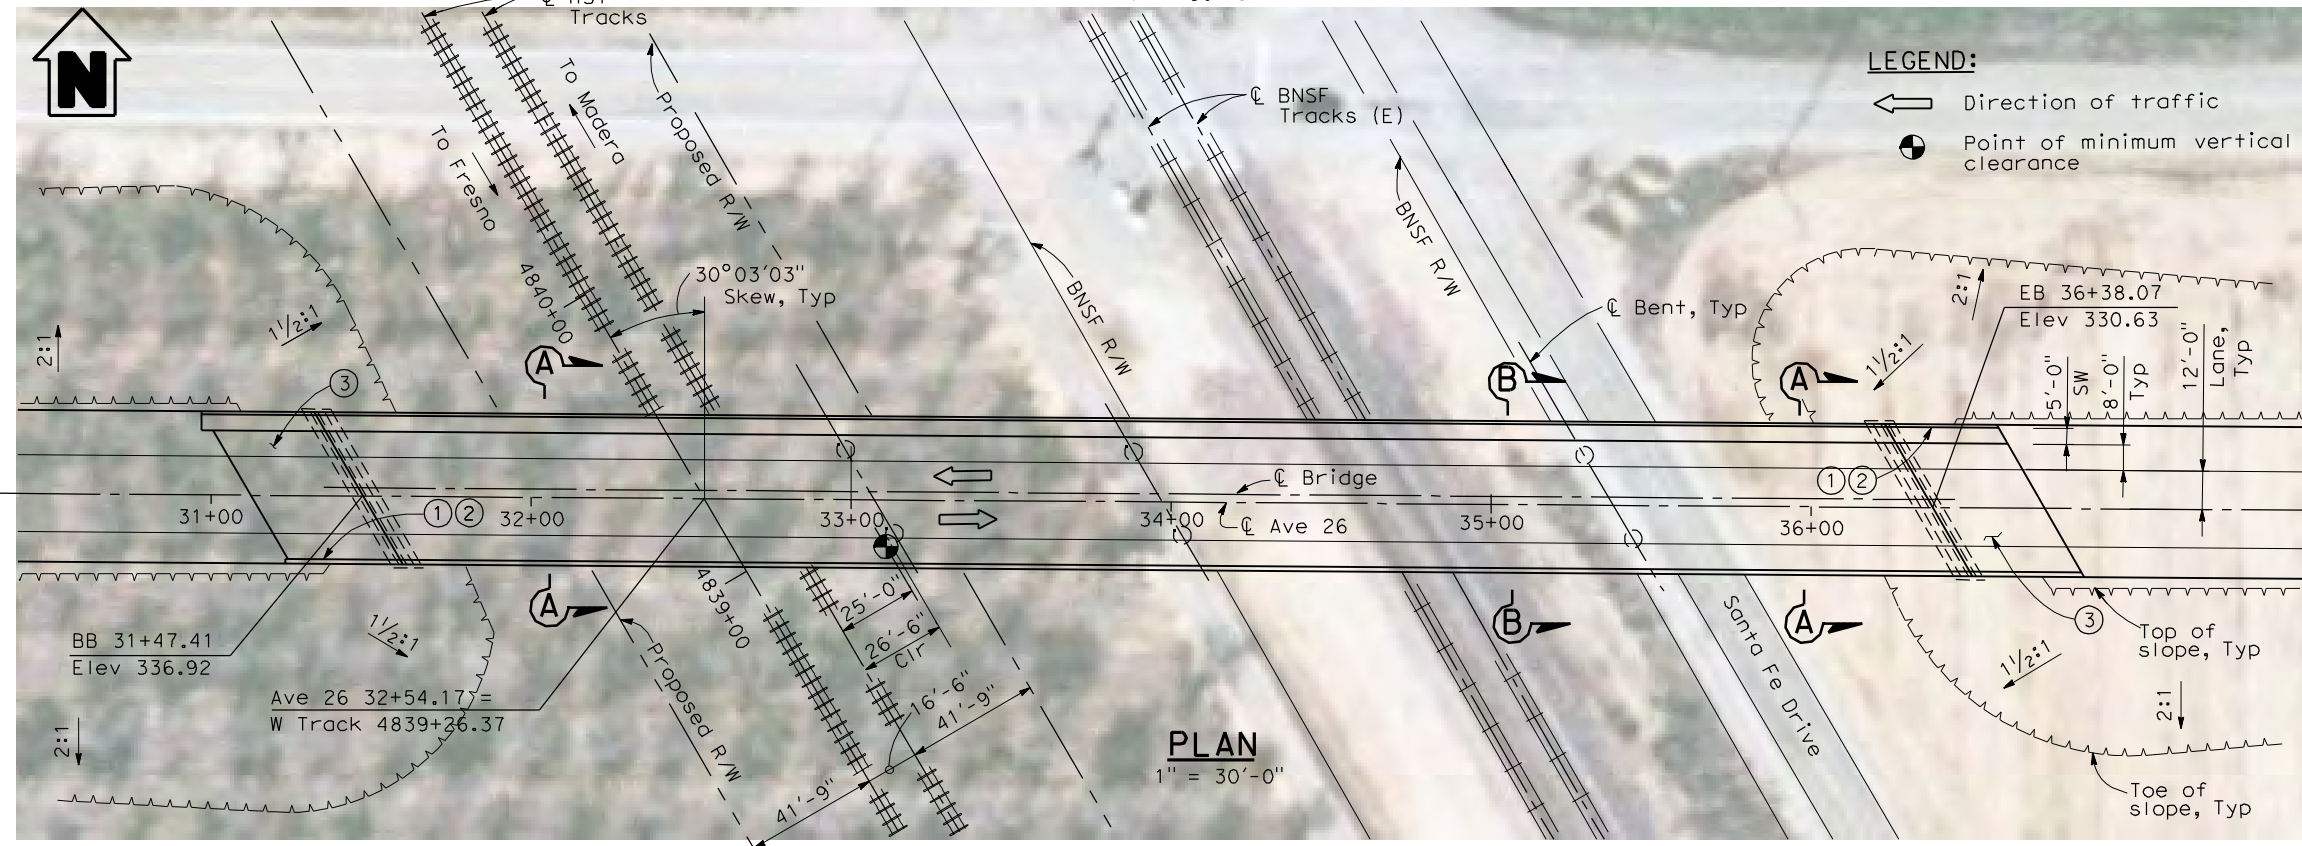 Tracks
N
LEGEND:
Direction of traffic
Point of minimum vertical
clearance
℄ BNSF
Tracks (E)
To Madera
To Fresno
Proposed R/W
BNSF R/W
BNSF R/W
4840+00
30°03'03"
Skew, Typ
℄ Bent, Typ
EB 36+38.07
Elev 330.63
2:1
1½:1
2:1
1½:1
5'-0"
SW
8'-0"
Typ
12'-0"
Lane,
Typ
A
B
A
3
℄ Bridge
1 2
31+00
1 2
32+00
33+00
34+00
℄ Ave 26
35+00
36+00
A
B
A
4839+00
25'-0"
26'-6"
Clr
16'-6"
41'-9"
41'-9"
1½:1
BB 31+47.41
Elev 336.92
Ave 26 32+54.17 =
W Track 4839+26.37
Proposed R/W
2:1
PLAN
1" = 30'-0"
Santa Fe Drive
3
Top of
slope, Typ
1½:1
2:1
Toe of
slope, Typ